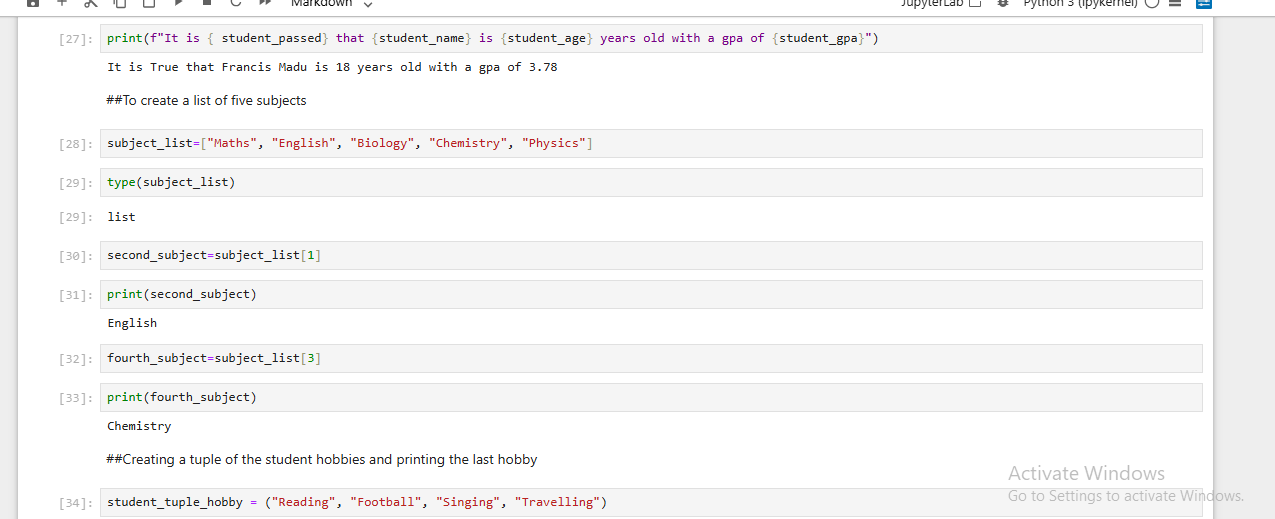 Markdown
JupyterLab
Python 3 (ipykernel)
[27]: print(f"It is { student_passed} that {student_name} is {student_age} years old with a gpa of {student_gpa}")
It is True that Francis Madu is 18 years old with a gpa of 3.78
##To create a list of five subjects
[28]: subject_list=["Maths", "English", "Biology", "Chemistry", "Physics"]
[29]: type(subject_list)
[29]: list
[30]: second_subject=subject_list[1]
[31]: print(second_subject)
English
[32]: fourth_subject=subject_list[3]
[33]: print(fourth_subject)
Chemistry
##Creating a tuple of the student hobbies and printing the last hobby
[34]: student_tuple_hobby = ("Reading", "Football", "Singing", "Travelling")
Activate Windows
Go to Settings to activate Windows.